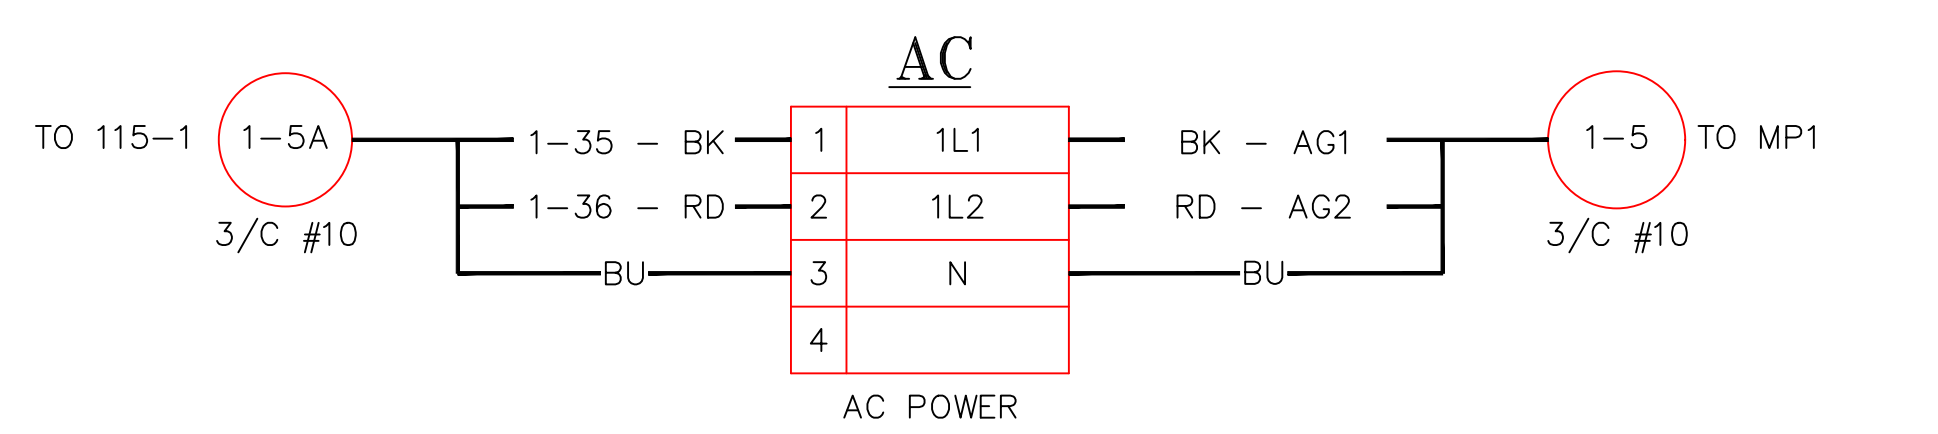 AC
TO 115-1 1-5A 1-35 - BK 1 1L1 BK - AG1 1-5 TO MP1
1-36 - RD 2 1L2 RD - AG2
3/C #10 3/C #10
BU 3 N BU
4
AC POWER